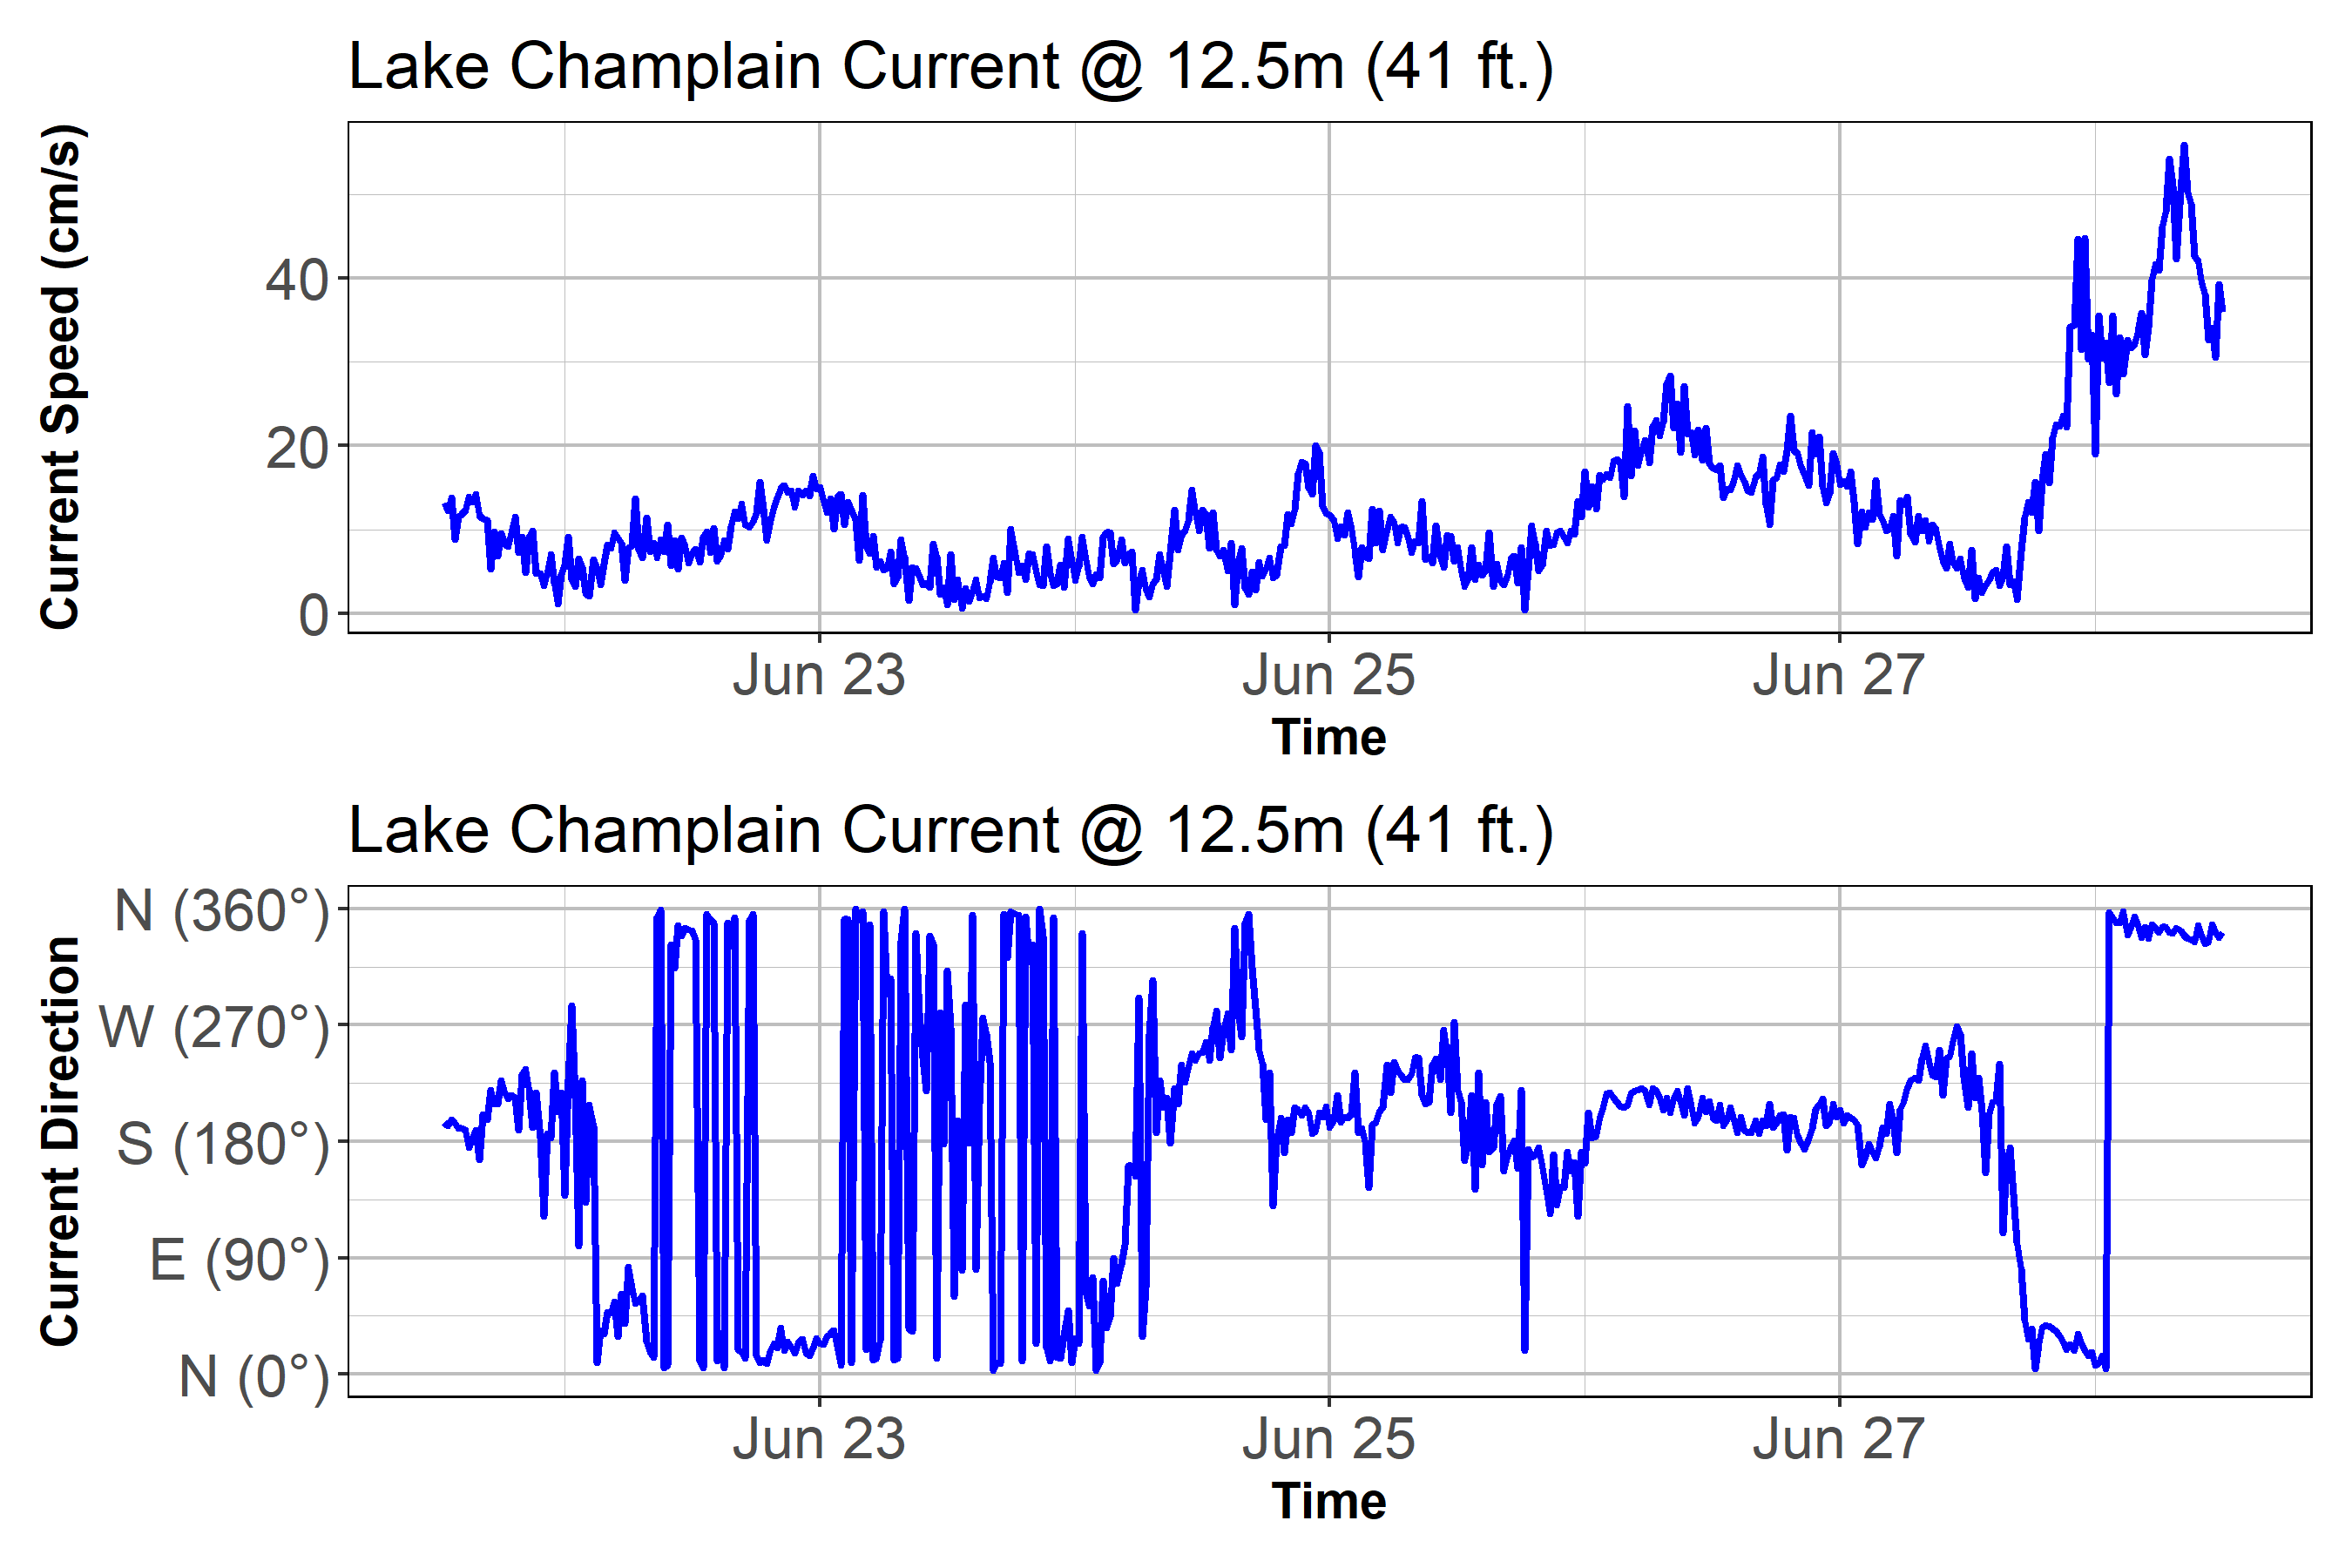 Lake Champlain Current @ 12.5m (41 ft.)
Current Speed (cm/s)
40
20
0
Jun 23
Jun 25
Jun 27
Time
Lake Champlain Current @ 12.5m (41 ft.)
Current Direction
N (360°)
W (270°)
S (180°)
E (90°)
N (0°)
Jun 23
Jun 25
Jun 27
Time